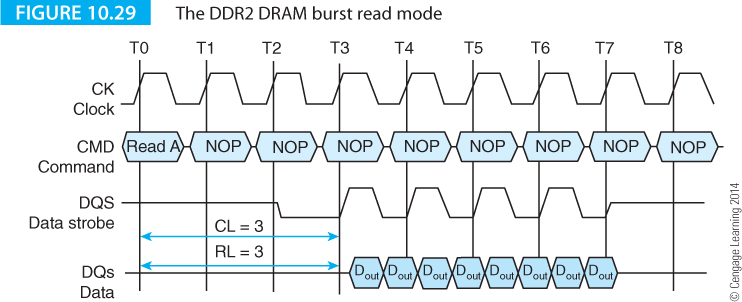 FIGURE 10.29 The DDR2 DRAM burst read mode
T0 T1 T2 T3 T4 T5 T6 T7 T8
CK
Clock
CMD
Command
Read A NOP NOP NOP NOP NOP NOP NOP NOP
DQS
Data strobe
CL = 3
RL = 3
DQs
Data
Dout Dout Dout Dout Dout Dout Dout Dout
© Cengage Learning 2014